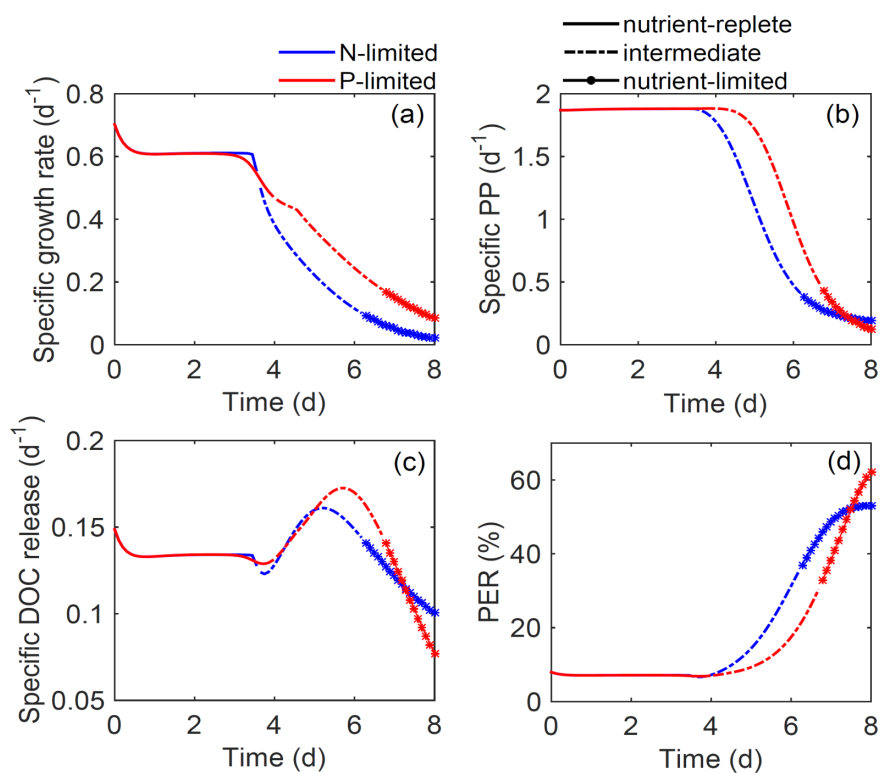 N-limited
P-limited
nutrient-replete
intermediate
nutrient-limited
(a)
Specific growth rate (d⁻¹)
0.8
0.6
0.4
0.2
0
0 2 4 6 8
Time (d)
(b)
Specific PP (d⁻¹)
2
1.5
1
0.5
0
0 2 4 6 8
Time (d)
(c)
Specific DOC release (d⁻¹)
0.2
0.15
0.1
0.05
0 2 4 6 8
Time (d)
(d)
PER (%)
60
40
20
0
0 2 4 6 8
Time (d)